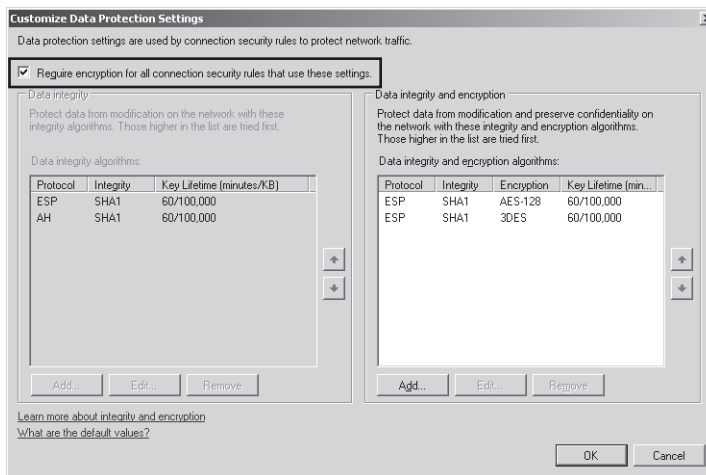 Customize Data Protection Settings
Data protection settings are used by connection security rules to protect network traffic.
Require encryption for all connection security rules that use these settings.
Data integrity
Protect data from modification on the network with these
integrity algorithms. Those higher in the list are tried first.
Data integrity algorithms:
Protocol Integrity Key Lifetime (minutes/KB)
ESP SHA1 60/100,000
AH SHA1 60/100,000
Add... Edit... Remove
Data integrity and encryption
Protect data from modification and preserve confidentiality on
the network with these integrity and encryption algorithms.
Those higher in the list are tried first.
Data integrity and encryption algorithms:
Protocol Integrity Encryption Key Lifetime (min...
ESP SHA1 AES-128 60/100,000
ESP SHA1 3DES 60/100,000
Add... Edit... Remove
Learn more about integrity and encryption
What are the default values?
OK Cancel